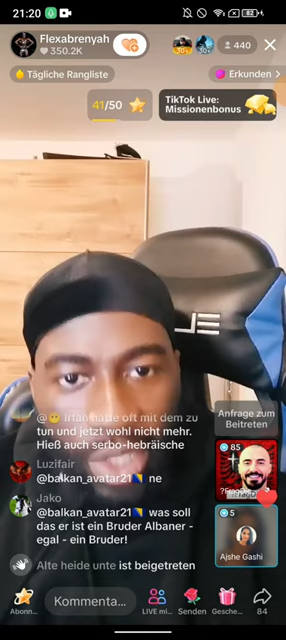 21:20
82
Flexabrenyah
350.2K
30+
30+
440
Tägliche Rangliste
Erkunden >
41/50
TikTok Live:
Missionenbonus
Irfan hatte oft mit dem zu
tun und jetzt wohl nicht mehr.
Hieß auch serbo-hebräische
Luzifair
@balkan_avatar21🇧🇦 ne
Jako
@balkan_avatar21🇧🇦 was soll
das er ist ein Bruder Albaner -
egal - ein Bruder!
Alte heide unte ist beigetreten
Anfrage zum
Beitreten
85
5
Ajshe Gashi
Abonn...
Kommenta...
LIVE mi...
Senden
Gesche...
84